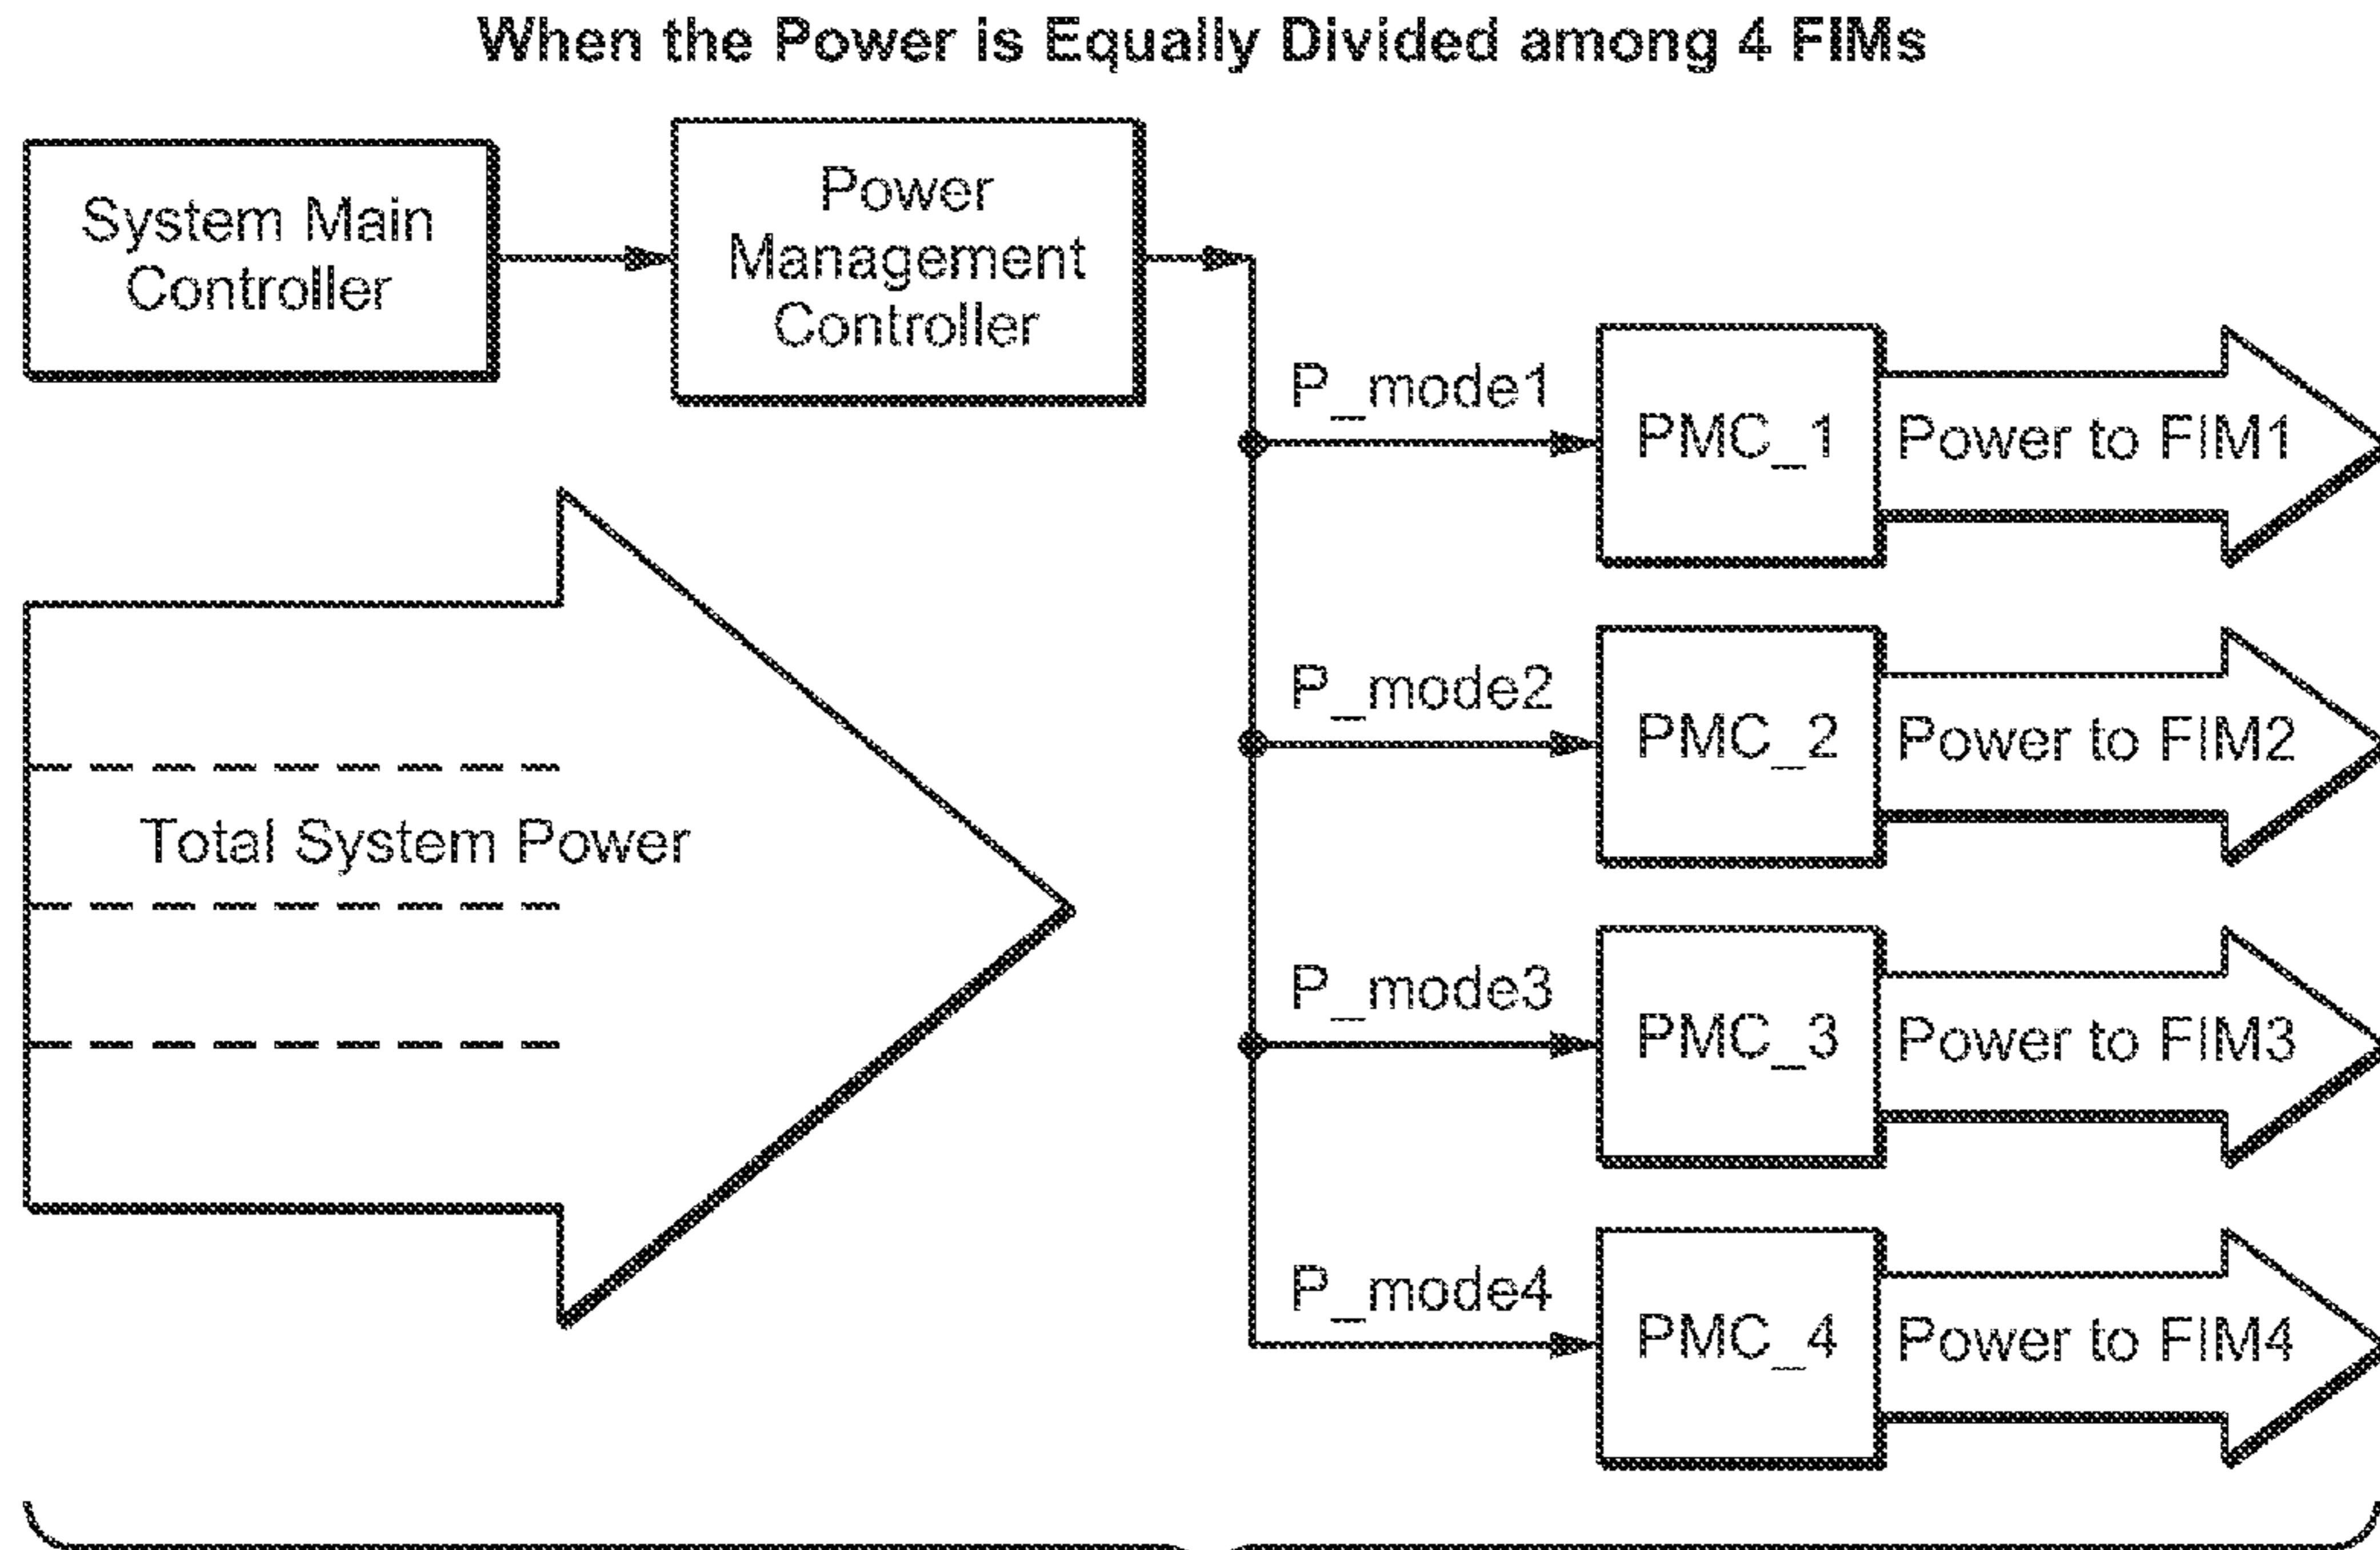 When the Power is Equally Divided among 4 FIMs
System Main
Controller
Power
Management
Controller
P_mode1
PMC_1
Power to FIM1
P_mode2
PMC_2
Power to FIM2
Total System Power
P_mode3
PMC_3
Power to FIM3
P_mode4
PMC_4
Power to FIM4